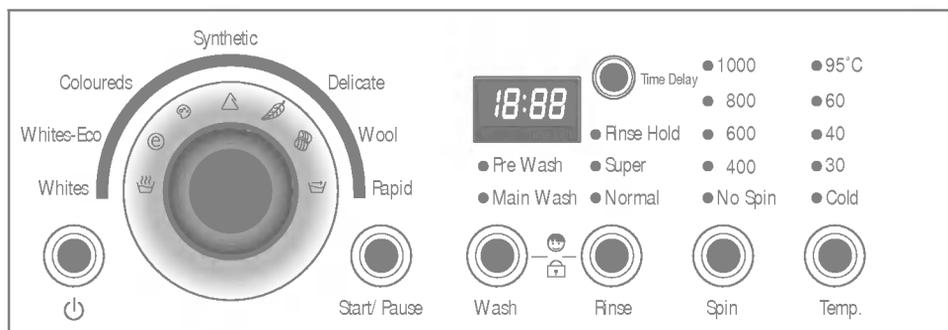 Synthetic
Coloureds
Delicate
Whites-Eco
Wool
Whites
Rapid
e
Start/ Pause
18:88
Time Delay
Pre Wash
Main Wash
Wash
Rinse Hold
Super
Normal
Rinse
1000
800
600
400
No Spin
Spin
95°C
60
40
30
Cold
Temp.